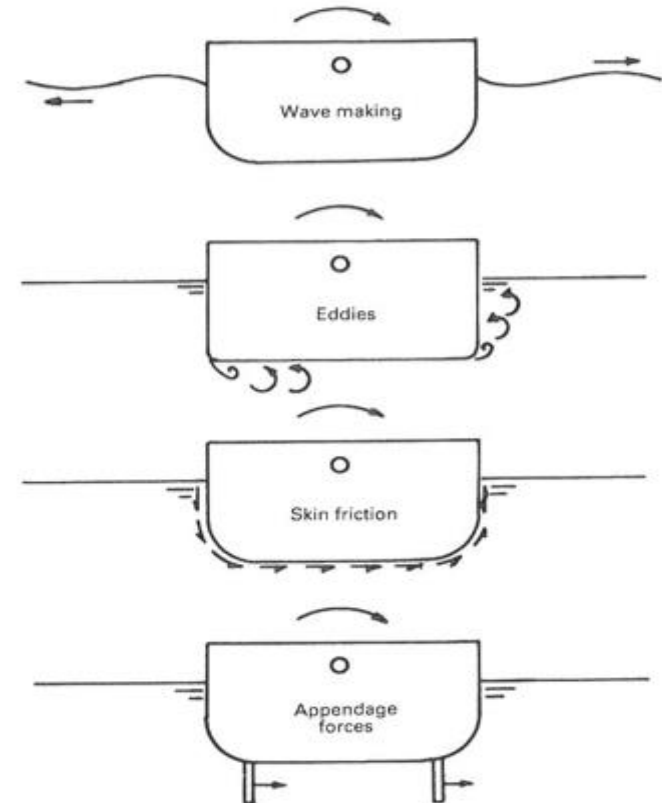 Wave making
Eddies
Skin friction
Appendage
forces